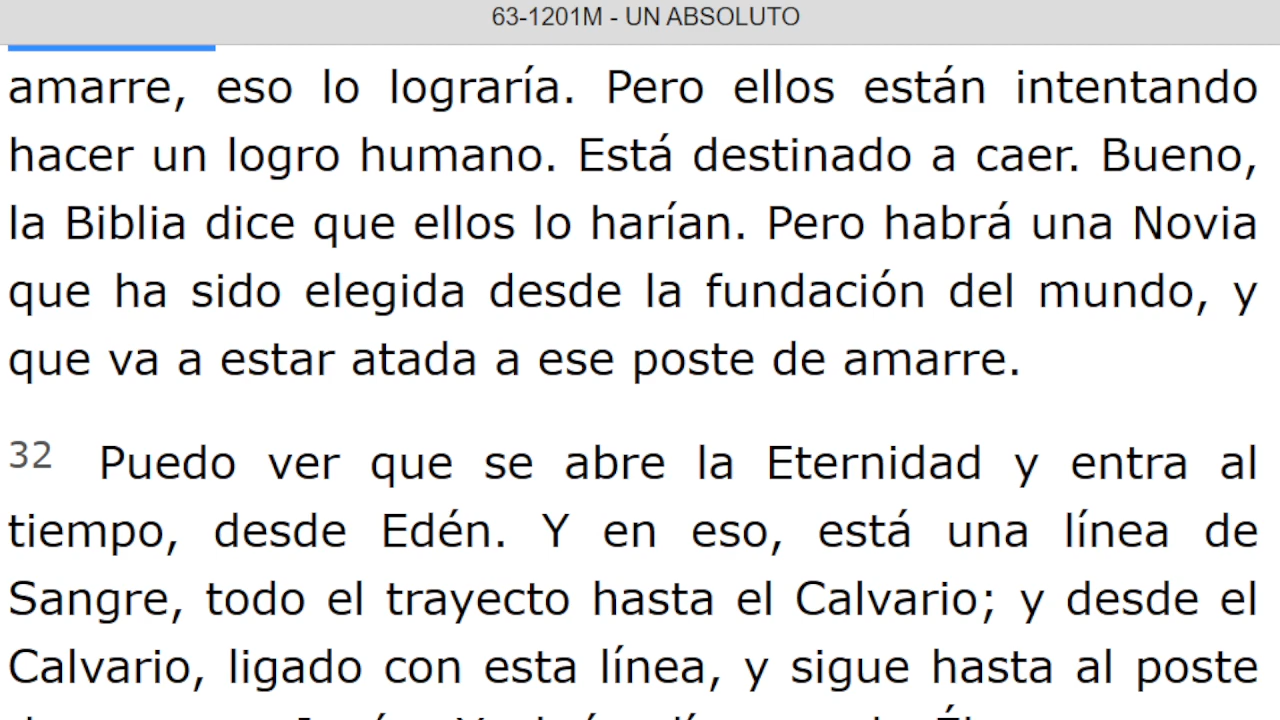 63-1201M - UN ABSOLUTO
amarre, eso lo lograría. Pero ellos están intentando
hacer un logro humano. Está destinado a caer. Bueno,
la Biblia dice que ellos lo harían. Pero habrá una Novia
que ha sido elegida desde la fundación del mundo, y
que va a estar atada a ese poste de amarre.
32 Puedo ver que se abre la Eternidad y entra al
tiempo, desde Edén. Y en eso, está una línea de
Sangre, todo el trayecto hasta el Calvario; y desde el
Calvario, ligado con esta línea, y sigue hasta al poste